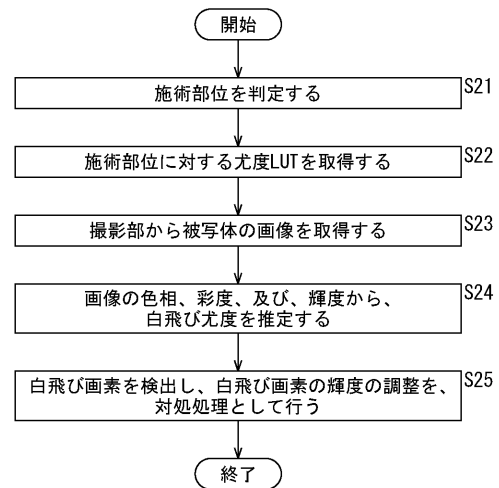 開始
施術部位を判定する
S21
施術部位に対する尤度LUTを取得する
S22
撮影部から被写体の画像を取得する
S23
画像の色相、彩度、及び、輝度から、
白飛び尤度を推定する
S24
白飛び画素を検出し、白飛び画素の輝度の調整を、
対処処理として行う
S25
終了